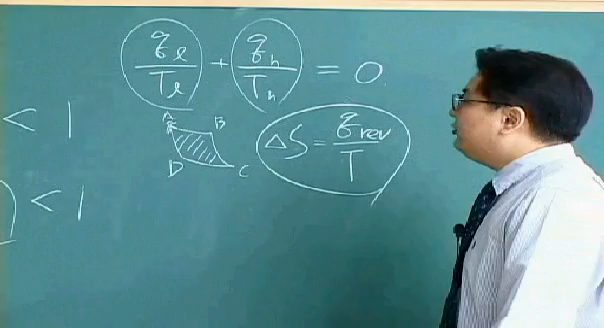 q_l/T_l + q_h/T_h = 0
< 1
A B
D C
ΔS = q_rev/T
) < 1